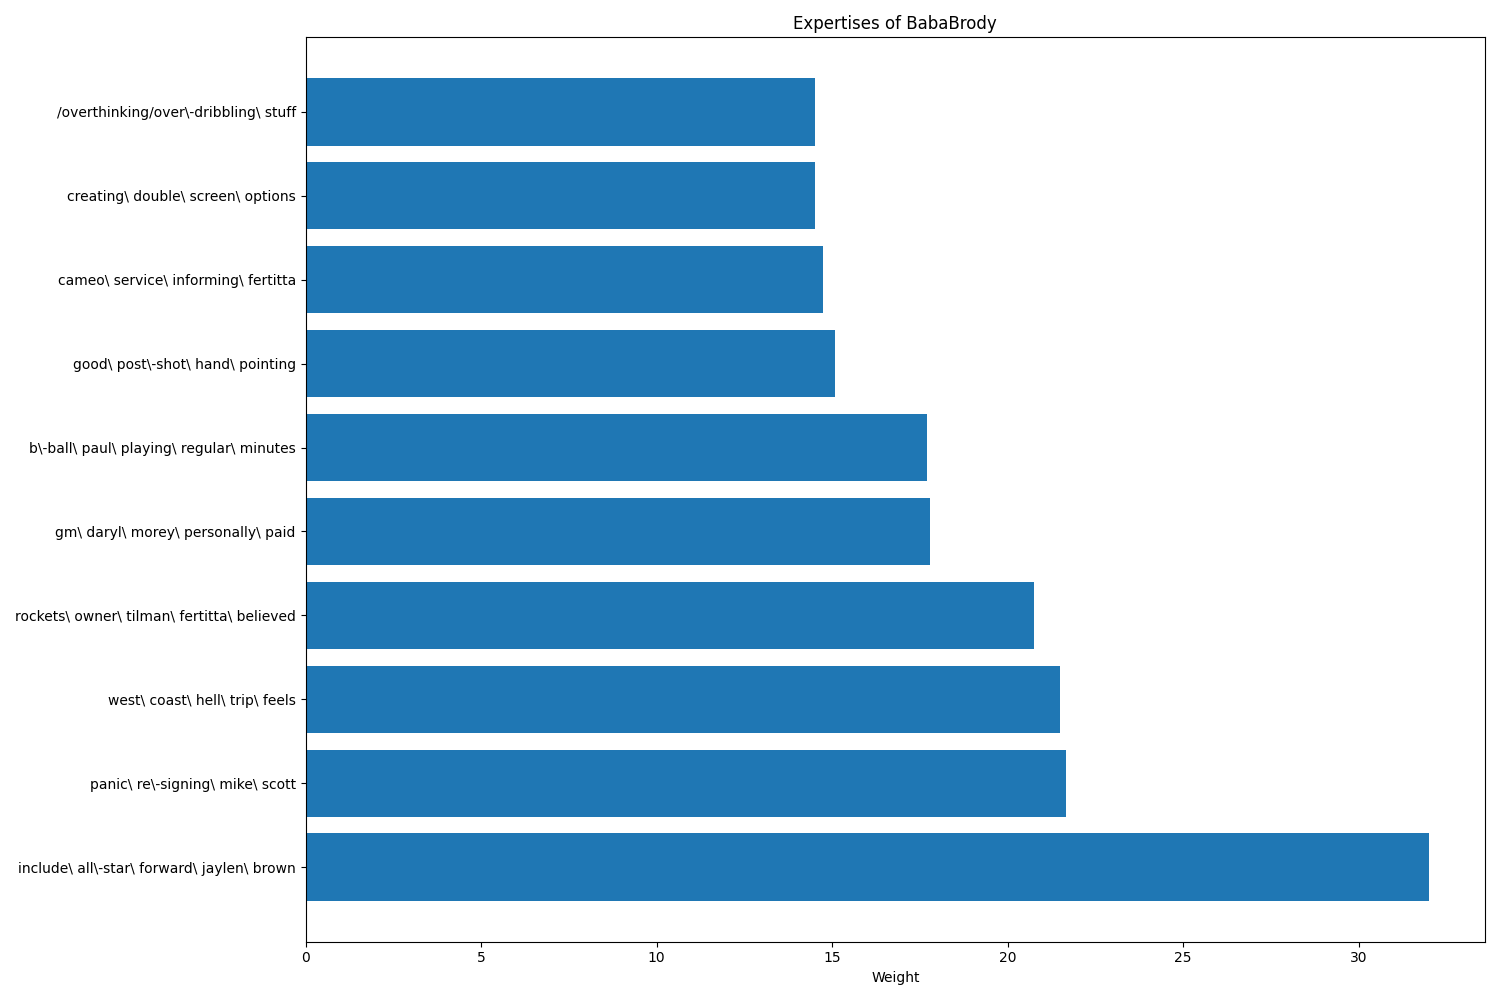 Expertises of BabaBrody
/overthinking/over\-dribbling\ stuff
creating\ double\ screen\ options
cameo\ service\ informing\ fertitta
good\ post\-shot\ hand\ pointing
b\-ball\ paul\ playing\ regular\ minutes
gm\ daryl\ morey\ personally\ paid
rockets\ owner\ tilman\ fertitta\ believed
west\ coast\ hell\ trip\ feels
panic\ re\-signing\ mike\ scott
include\ all\-star\ forward\ jaylen\ brown
0 5 10 15 20 25 30
Weight